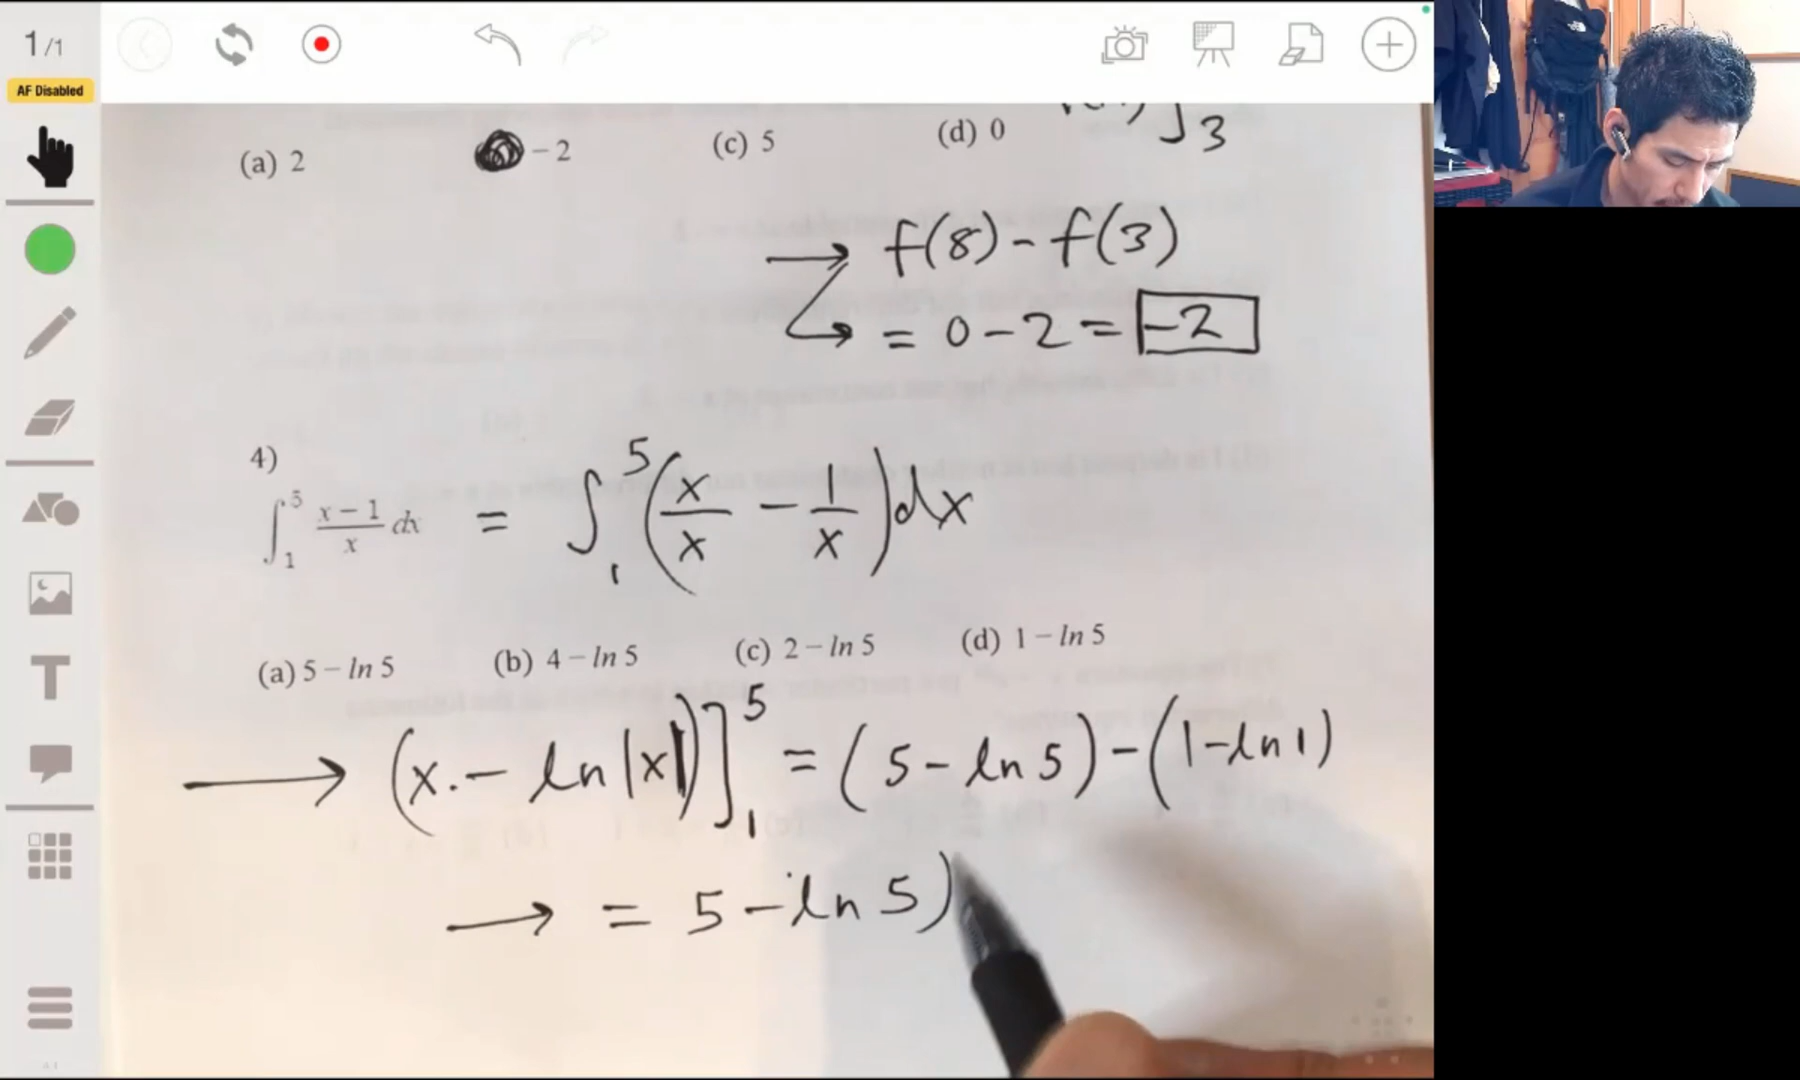 1/1
AF Disabled
]3
(a) 2
- 2
(c) 5
(d) 0
→ f(8) - f(3)
↳ = 0 - 2 = -2
4)
∫₁⁵ (x - 1)/x dx = ∫₁⁵ (x/x - 1/x) dx
(a) 5 - ln 5
(b) 4 - ln 5
(c) 2 - ln 5
(d) 1 - ln 5
→ (x - ln|x|)]₁⁵ = (5 - ln 5) - (1 - ln 1)
→ = 5 - ln 5)
T